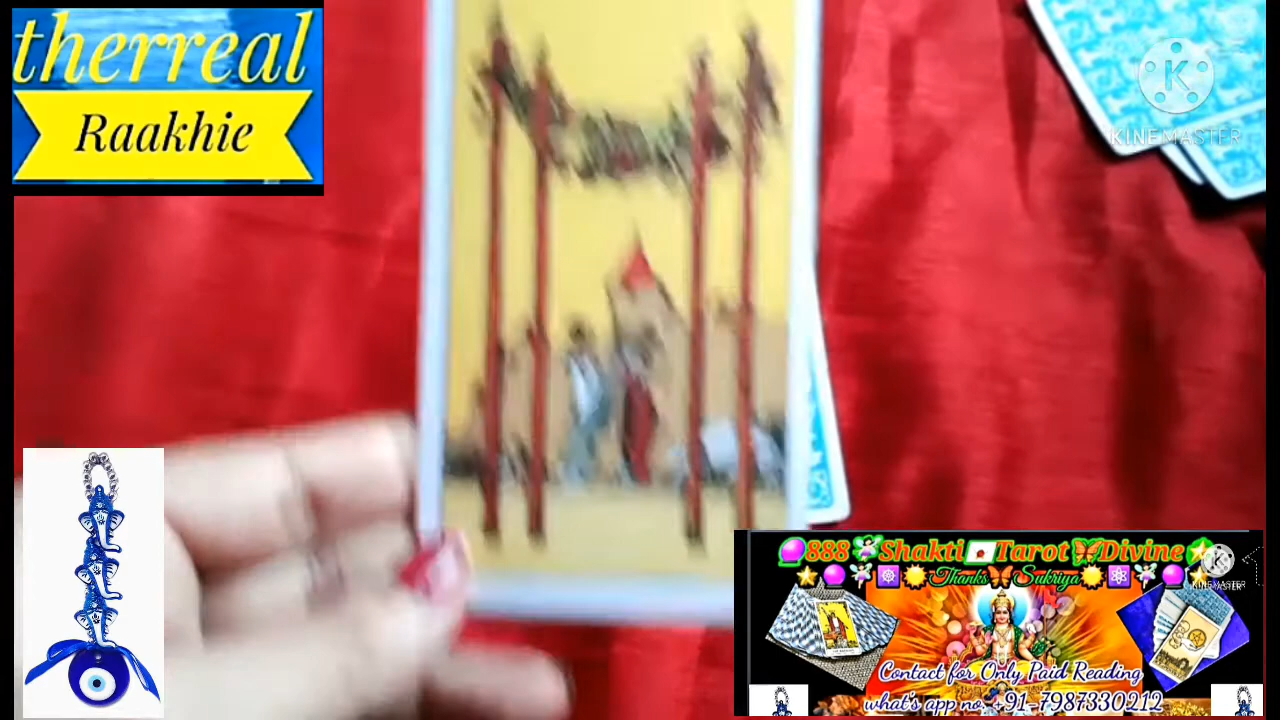 therreal
Raakhie
K
KINEMASTER
888 Shakti Tarot Divine
Thanks Sukriya
KINEMASTER
Contact for Only Paid Reading
what's app no. +91-7987330212